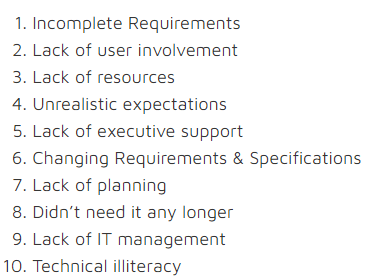 1. Incomplete Requirements
2. Lack of user involvement
3. Lack of resources
4. Unrealistic expectations
5. Lack of executive support
6. Changing Requirements & Specifications
7. Lack of planning
8. Didn't need it any longer
9. Lack of IT management
10. Technical illiteracy